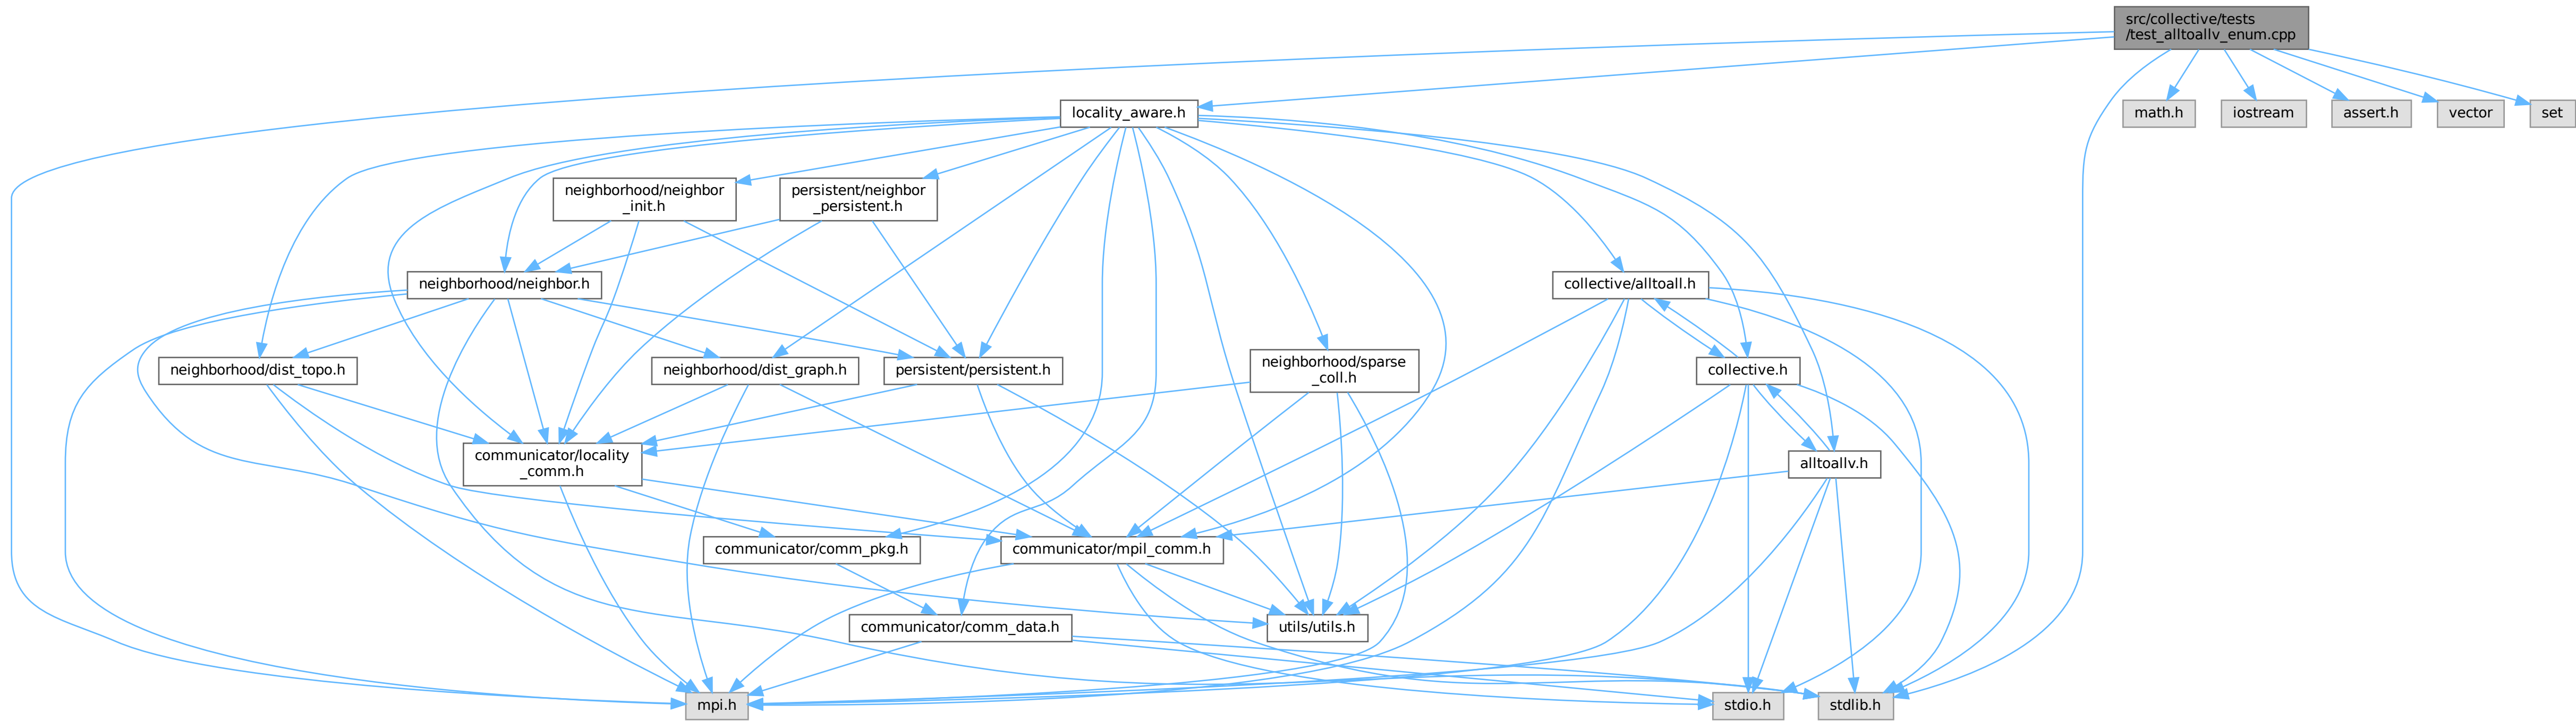 src/collective/tests
/test_alltoallv_enum.cpp
locality_aware.h
math.h
iostream
assert.h
vector
set
neighborhood/neighbor
_init.h
persistent/neighbor
_persistent.h
neighborhood/neighbor.h
collective/alltoall.h
neighborhood/dist_topo.h
neighborhood/dist_graph.h
persistent/persistent.h
neighborhood/sparse
_coll.h
collective.h
communicator/locality
_comm.h
alltoallv.h
communicator/comm_pkg.h
communicator/mpil_comm.h
communicator/comm_data.h
utils/utils.h
mpi.h
stdio.h
stdlib.h